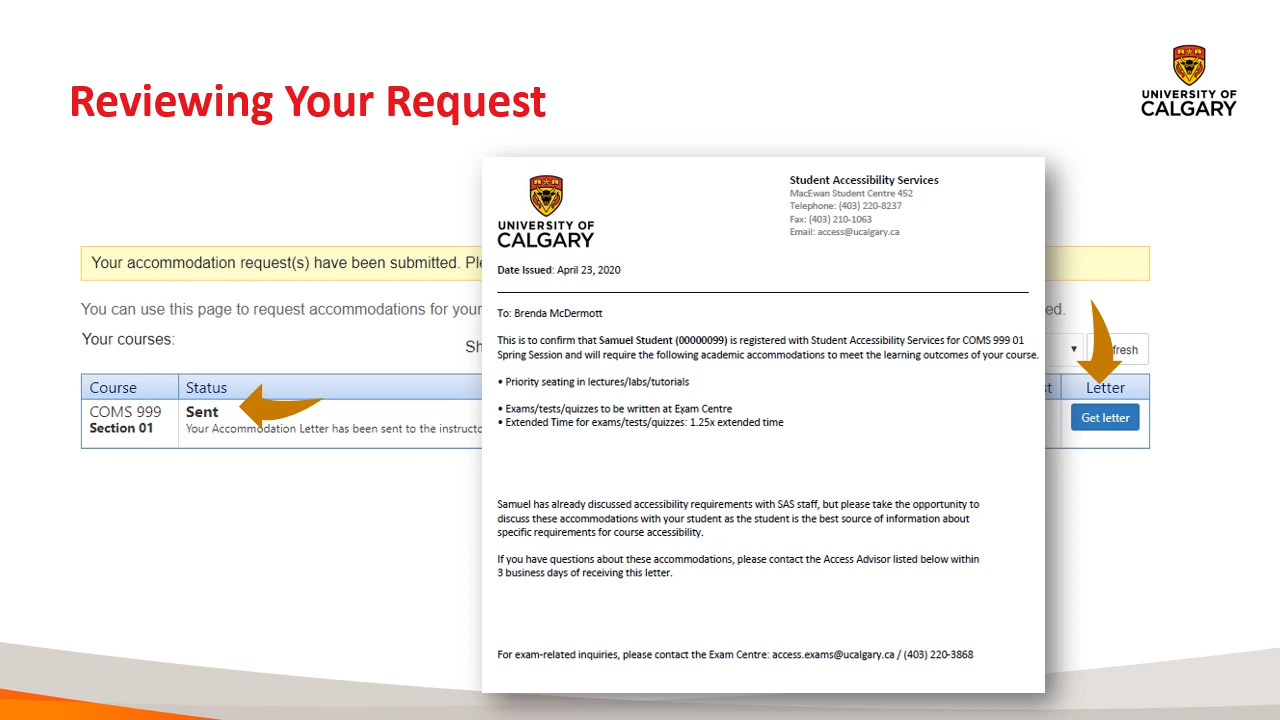 Reviewing Your Request
UNIVERSITY OF
CALGARY
UNIVERSITY OF
CALGARY
Student Accessibility Services
MacEwan Student Centre 452
Telephone: (403) 220-8237
Fax: (403) 210-1063
Email: access@ucalgary.ca
Date Issued: April 23, 2020
To: Brenda McDermott
This is to confirm that Samuel Student (00000099) is registered with Student Accessibility Services for COMS 999 01
Spring Session and will require the following academic accommodations to meet the learning outcomes of your course.
• Priority seating in lectures/labs/tutorials
• Exams/tests/quizzes to be written at Exam Centre
• Extended Time for exams/tests/quizzes: 1.25x extended time
Samuel has already discussed accessibility requirements with SAS staff, but please take the opportunity to
discuss these accommodations with your student as the student is the best source of information about
specific requirements for course accessibility.
If you have questions about these accommodations, please contact the Access Advisor listed below within
3 business days of receiving this letter.
For exam-related inquiries, please contact the Exam Centre: access.exams@ucalgary.ca / (403) 220-3868
Your accommodation request(s) have been submitted.
You can use this page to request accommodations for your
Your courses:
Course Status Letter
COMS 999 Sent Get letter
Section 01 Your Accommodation Letter has been sent to the